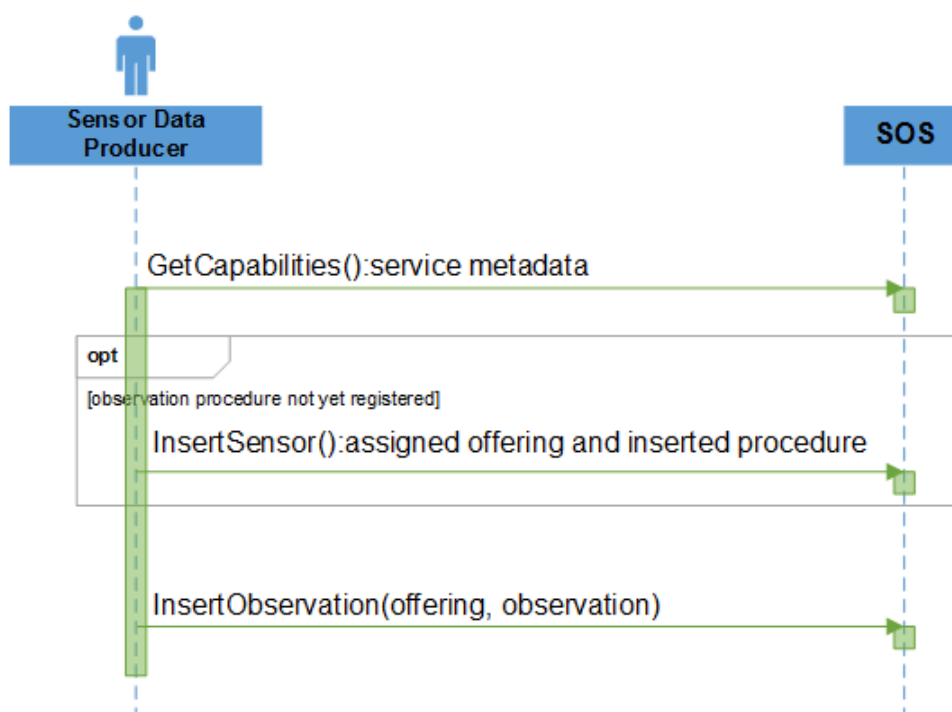 Sensor Data
Producer
SOS
GetCapabilities():service metadata
opt
[observation procedure not yet registered]
InsertSensor():assigned offering and inserted procedure
InsertObservation(offering, observation)